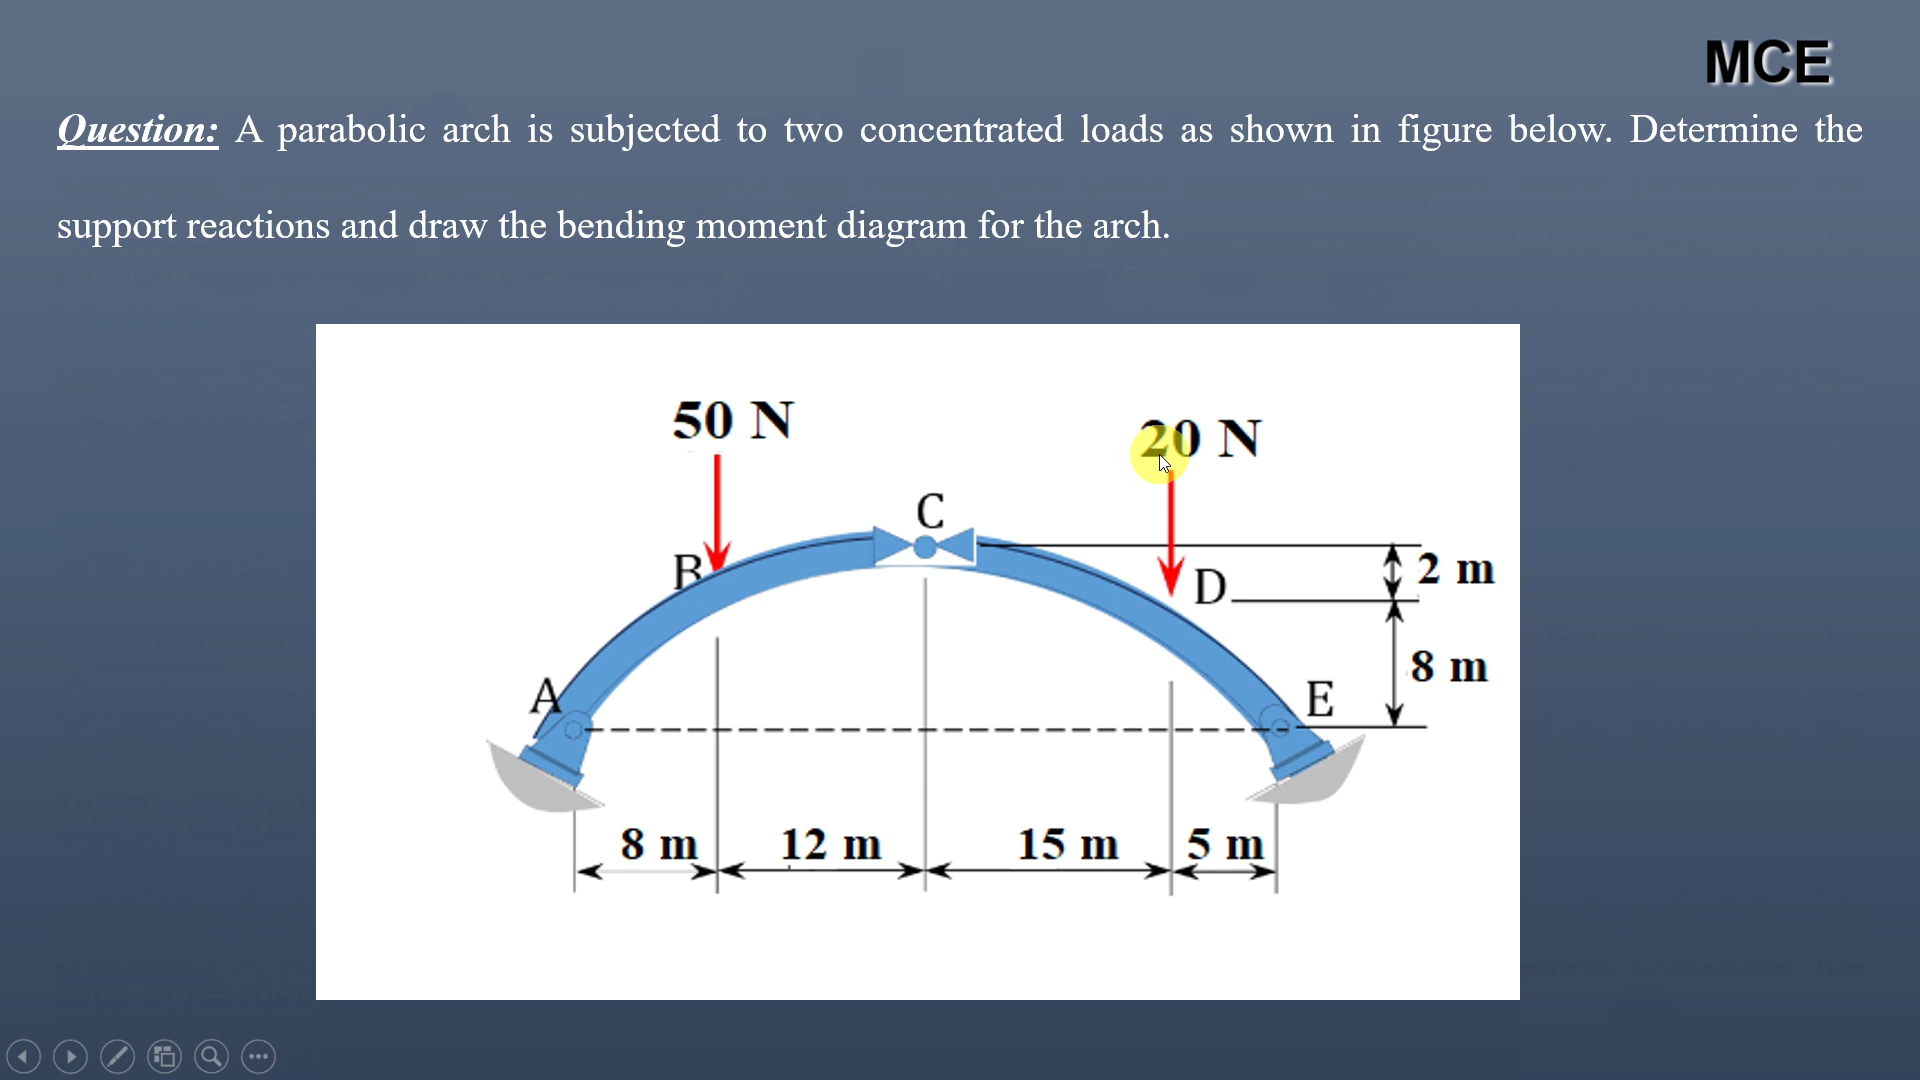 MCE
Question: A parabolic arch is subjected to two concentrated loads as shown in figure below. Determine the
support reactions and draw the bending moment diagram for the arch.
50 N
20 N
C
B
D
2 m
8 m
A
E
8 m
12 m
15 m
5 m